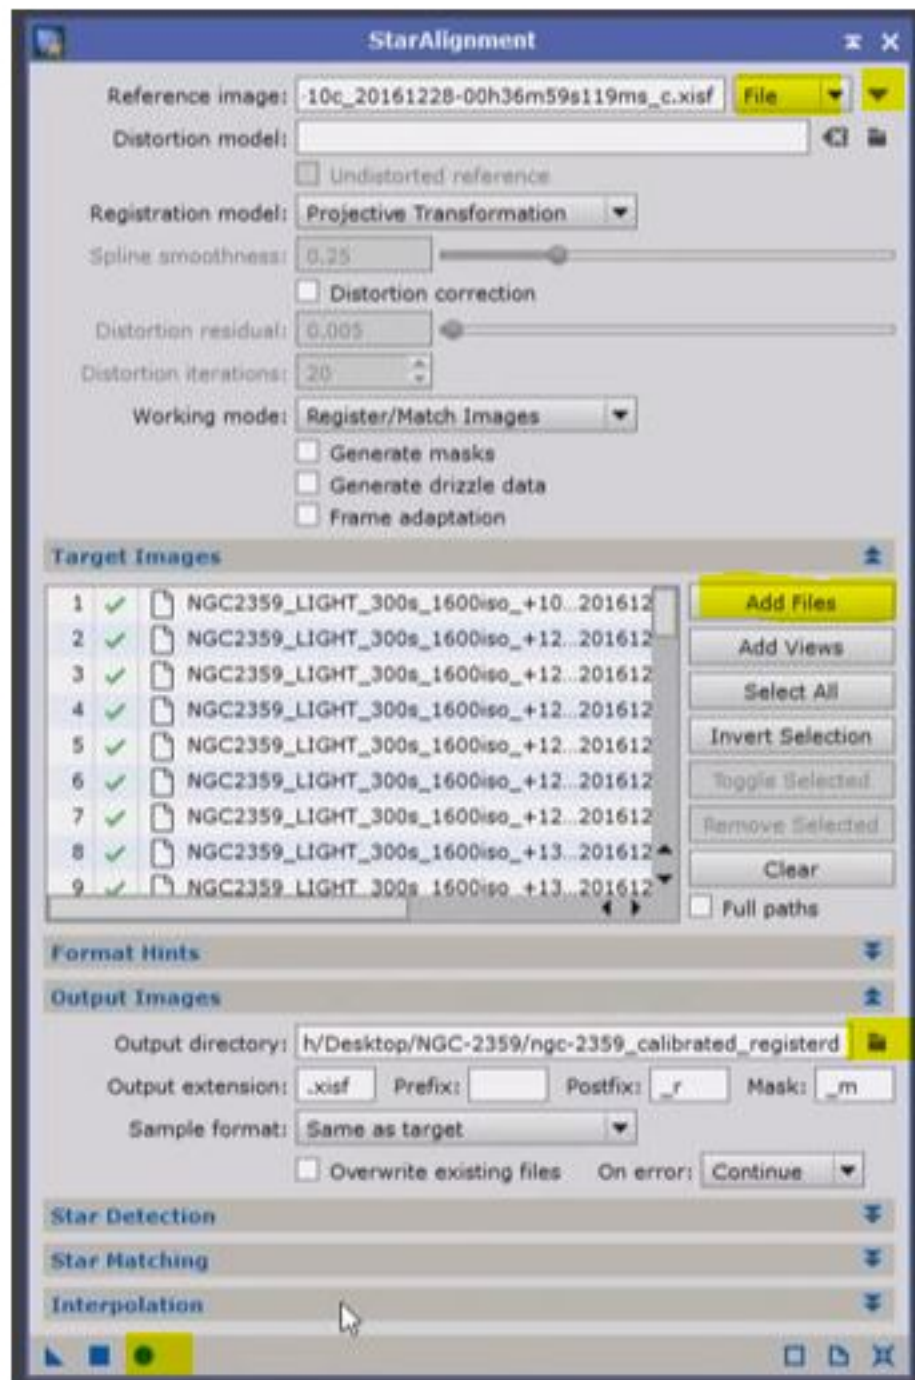 StarAlignment
Reference image: -10c_20161228-00h36m59s119ms_c.xisf File
Distortion model:
Undistorted reference
Registration model: Projective Transformation
Spline smoothness: 0.25
Distortion correction
Distortion residual: 0.005
Distortion iterations: 20
Working mode: Register/Match Images
Generate masks
Generate drizzle data
Frame adaptation
Target Images
1 NGC2359_LIGHT_300s_1600iso_+10...201612 Add Files
2 NGC2359_LIGHT_300s_1600iso_+12...201612 Add Views
3 NGC2359_LIGHT_300s_1600iso_+12...201612
4 NGC2359_LIGHT_300s_1600iso_+12...201612 Select All
5 NGC2359_LIGHT_300s_1600iso_+12...201612 Invert Selection
6 NGC2359_LIGHT_300s_1600iso_+12...201612 Toggle Selected
7 NGC2359_LIGHT_300s_1600iso_+12...201612 Remove Selected
8 NGC2359_LIGHT_300s_1600iso_+13...201612 Clear
9 NGC2359_LIGHT_300s_1600iso_+13...201612
Full paths
Format Hints
Output Images
Output directory: h/Desktop/NGC-2359/ngc-2359_calibrated_registerd
Output extension: .xisf Prefix: Postfix: _r Mask: _m
Sample format: Same as target
Overwrite existing files On error: Continue
Star Detection
Star Matching
Interpolation